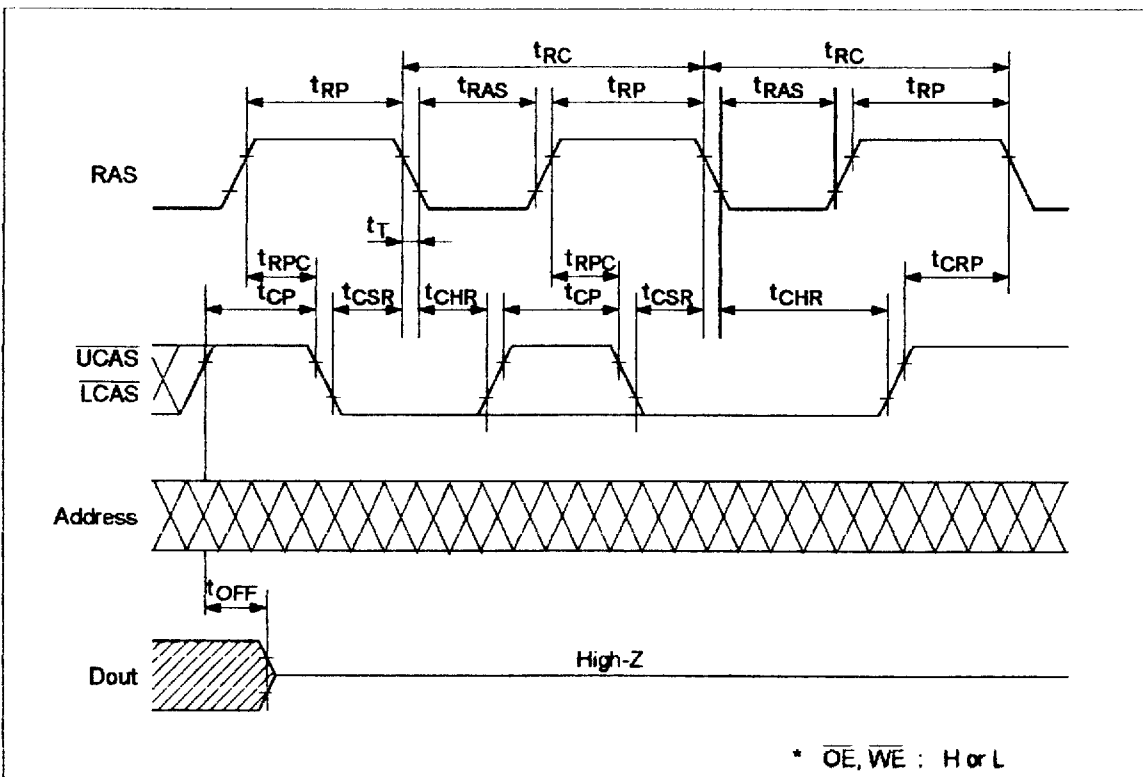 tRC tRC
tRP tRAS tRP tRAS tRP
RAS
tT
tRPC tRPC tCRP
tCP tCSR tCHR tCP tCSR tCHR
UCAS
LCAS
Address
tOFF
High-Z
Dout
* OE, WE : H or L